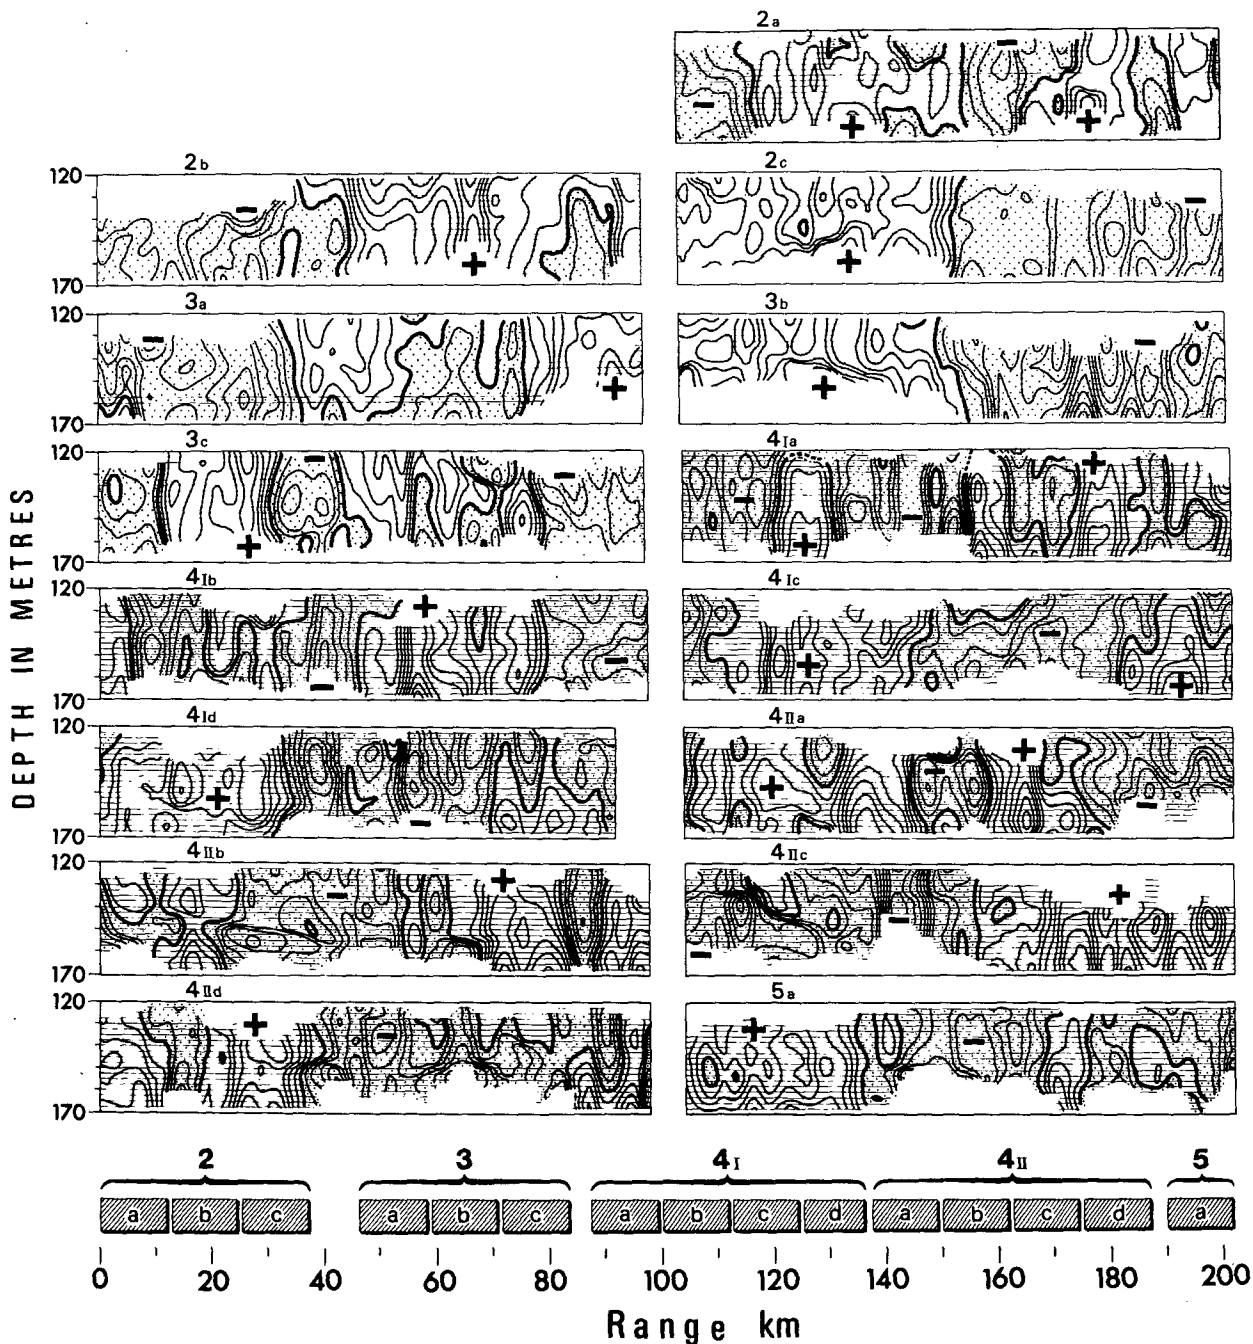 2a
120
2b
2c
170
120
3a
3b
170
120
3c
4Ia
170
120
4Ib
4Ic
170
120
4Id
4IIa
170
120
4IIb
4IIc
170
120
4IId
5a
170
DEPTH IN METRES
2 3 4I 4II 5
a b c a b c a b c d a b c d a
0 20 40 60 80 100 120 140 160 180 200
Range km